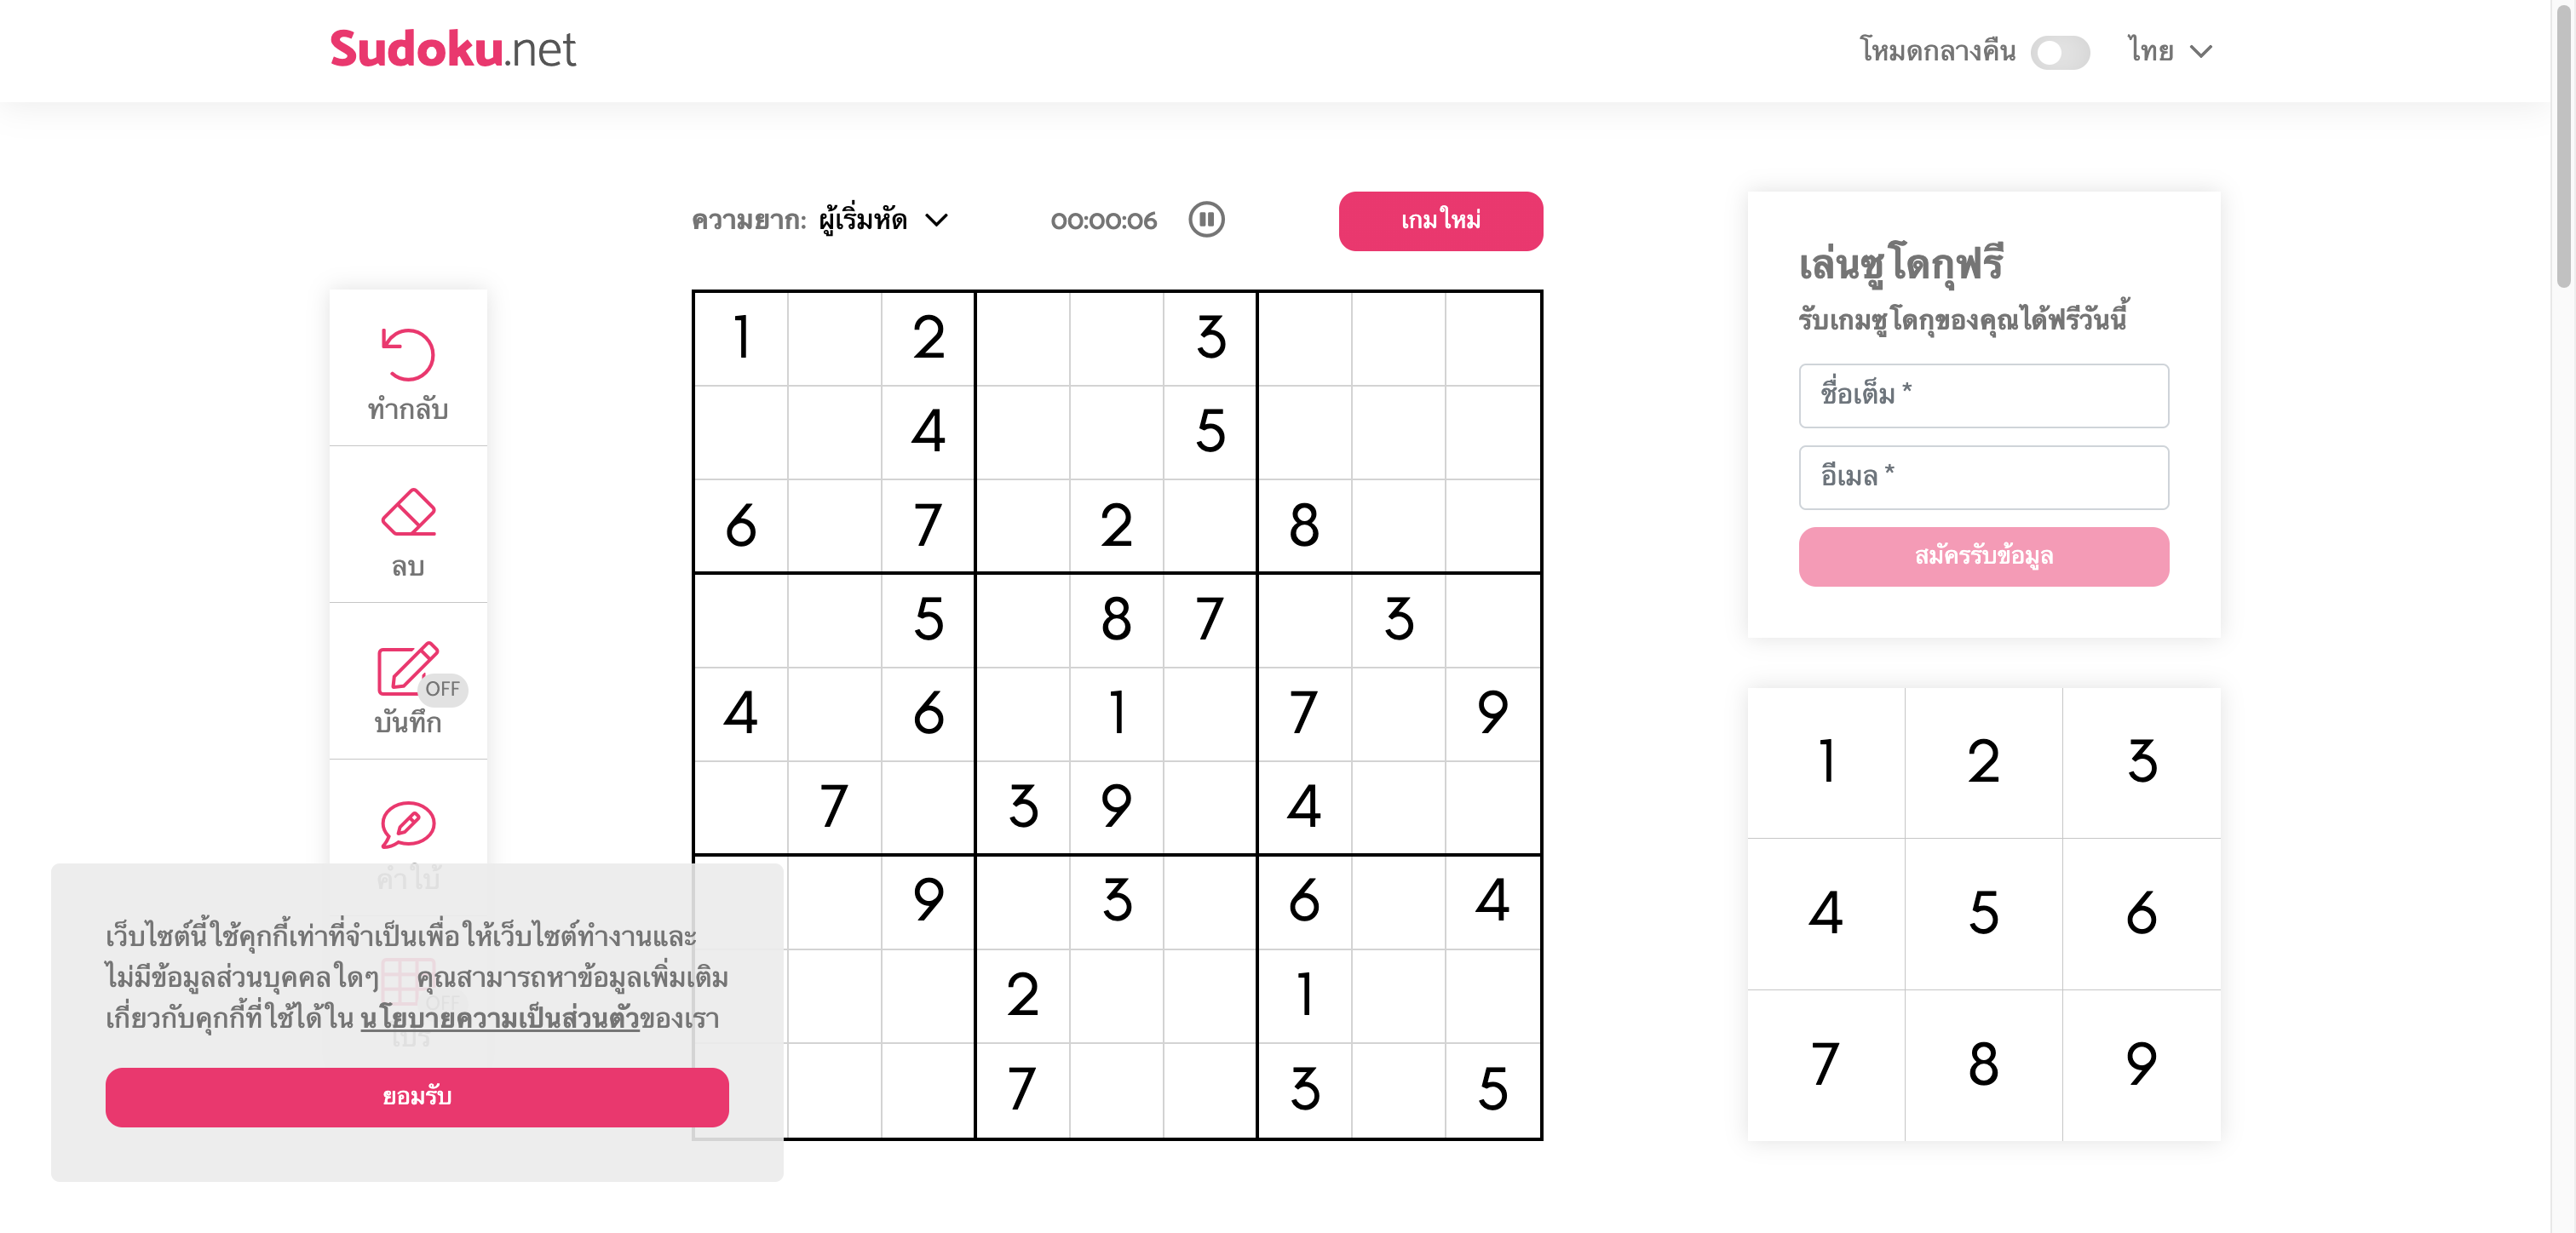 Sudoku.net
โหมดกลางคืน ไทย
ความยาก: ผู้เริ่มหัด 00:00:06 เกมใหม่
ทำกลับ
ลบ
OFF
บันทึก
คำใบ้
OFF
โปร
1 2 3
4 5
6 7 2 8
5 8 7 3
4 6 1 7 9
7 3 9 4
9 3 6 4
2 1
7 3 5
เว็บไซต์นี้ใช้คุกกี้เท่าที่จำเป็นเพื่อให้เว็บไซต์ทำงานและ
ไม่มีข้อมูลส่วนบุคคลใดๆ คุณสามารถหาข้อมูลเพิ่มเติม
เกี่ยวกับคุกกี้ที่ใช้ได้ใน นโยบายความเป็นส่วนตัวของเรา
ยอมรับ
เล่นซูโดกุฟรี
รับเกมซูโดกุของคุณได้ฟรีวันนี้
ชื่อเต็ม *
อีเมล *
สมัครรับข้อมูล
1 2 3
4 5 6
7 8 9